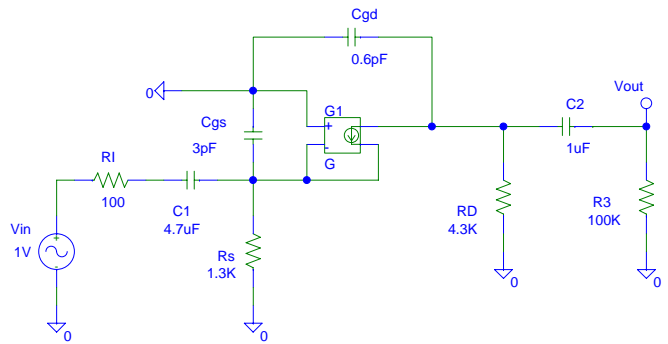 Cgd
0.6pF
0
G1
+
-
G
Cgs
3pF
Vout
C2
1uF
RI
100
C1
4.7uF
Vin
1V
+
-
Rs
1.3K
RD
4.3K
R3
100K
0
0
0
0